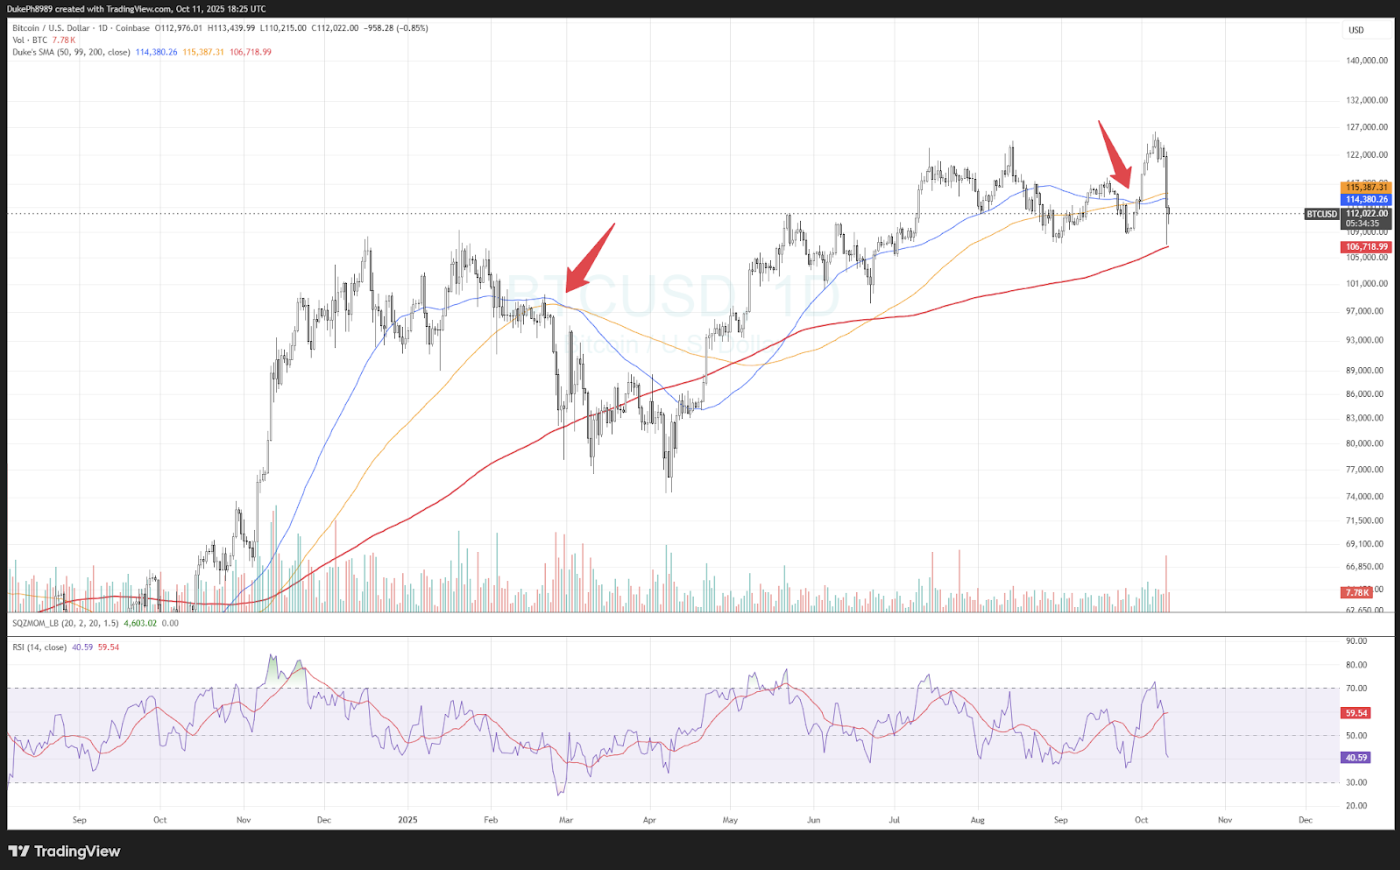 DukePh8989 created with TradingView.com, Oct 11, 2025 18:25 UTC
Bitcoin / U.S. Dollar · 1D · Coinbase O112,976.01 H113,439.99 L110,215.00 C112,022.00 -958.28 (-0.85%)
Vol · BTC 7.78 K
Duke's SMA (50, 99, 200, close) 114,380.26 115,387.31 106,718.99
USD
140,000.00
132,000.00
127,000.00
122,000.00
115,387.31
114,380.26
BTCUSD 112,022.00
05:34:35
109,000.00
106,718.99
105,000.00
101,000.00
97,000.00
93,000.00
89,000.00
86,000.00
83,000.00
80,000.00
77,000.00
74,000.00
71,500.00
69,100.00
66,850.00
7.78K
62,650.00
BTCUSD, 1D
Bitcoin / U.S. Dollar
SQZMOM_LB (20, 2, 20, 1.5) 4,603.02 0.00
RSI (14, close) 40.59 59.54
90.00
80.00
70.00
59.54
50.00
40.59
30.00
20.00
Sep Oct Nov Dec 2025 Feb Mar Apr May Jun Jul Aug Sep Oct Nov Dec
TradingView